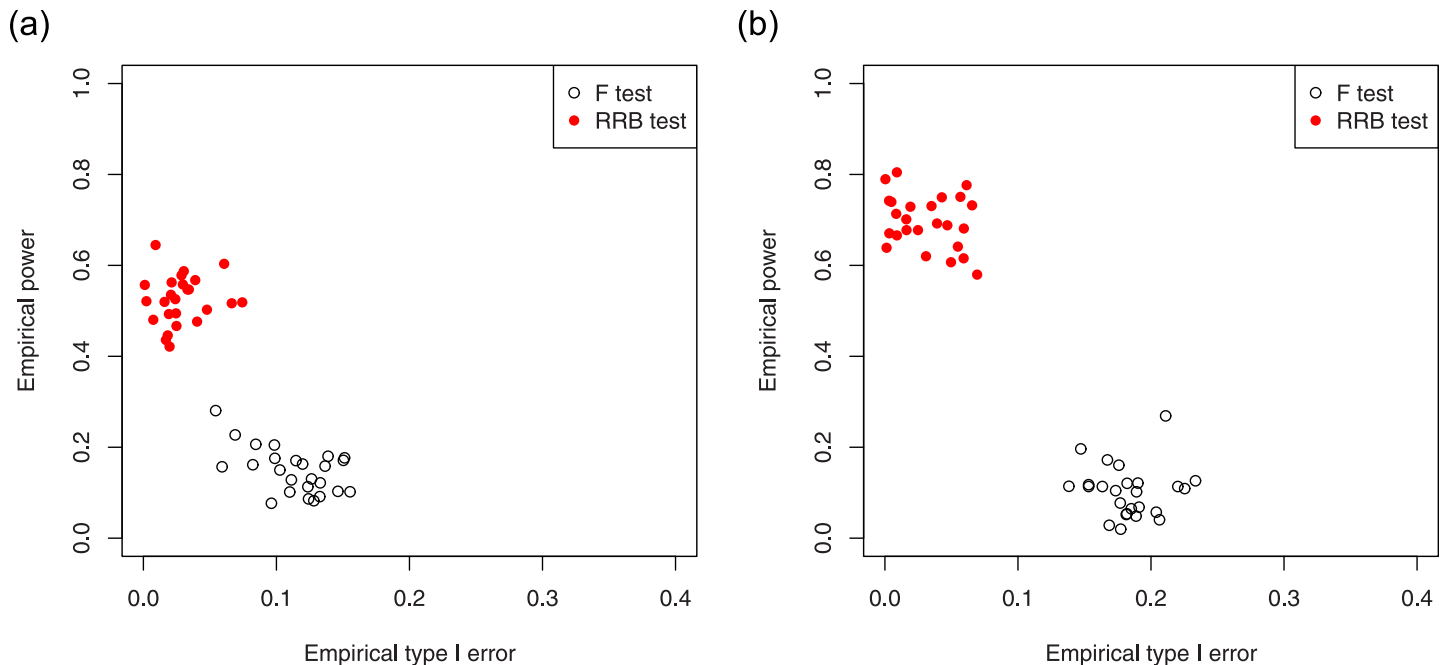 (a)
F test
RRB test
1.0
0.8
0.6
0.4
0.2
0.0
Empirical power
0.0 0.1 0.2 0.3 0.4
Empirical type I error
(b)
F test
RRB test
1.0
0.8
0.6
0.4
0.2
0.0
Empirical power
0.0 0.1 0.2 0.3 0.4
Empirical type I error